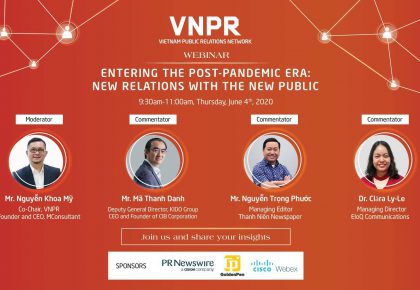 VNPR
VIETNAM PUBLIC RELATIONS NETWORK
WEBINAR
ENTERING THE POST-PANDEMIC ERA:
NEW RELATIONS WITH THE NEW PUBLIC
9:30am-11:00am, Thursday, June 4th, 2020
Moderator
Commentator
Commentator
Commentator
Mr. Nguyễn Khoa Mỹ
Co-Chair, VNPR
Founder and CEO, MConsultant
Mr. Mã Thanh Danh
Deputy General Director, KIDO Group
CEO and Founder of CIB Corporation
Mr. Nguyễn Trọng Phước
Managing Editor
Thanh Niên Newspaper
Dr. Clāra Ly-Le
Managing Director
EloQ Communications
Join us and share your insights
SPONSORS
PR Newswire
a CISION company
GoldenPen
CISCO Webex